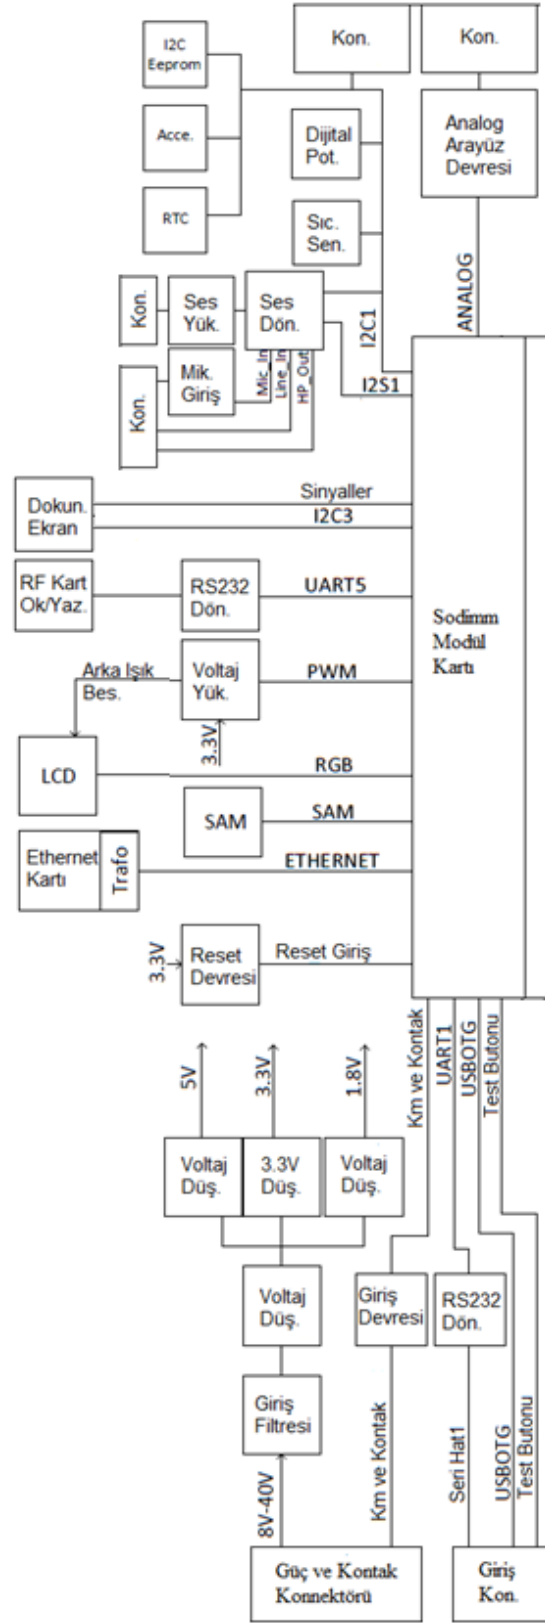 Kon.
Kon.
I2C
Eeprom
Acce.
RTC
Dijital
Pot.
Sıc.
Sen.
Analog
Arayüz
Devresi
ANALOG
I2C1
I2S1
Kon.
Ses
Yük.
Ses
Dön.
Mik.
Giriş
Kon.
Mic_In
Line_In
HP_Out
Dokun.
Ekran
Sinyaller
I2C3
RF Kart
Ok/Yaz.
RS232
Dön.
UART5
Sodimm
Modül
Kartı
Arka Işık
Bes.
Voltaj
Yük.
PWM
3.3V
LCD
RGB
SAM
SAM
Ethernet
Kartı
Trafo
ETHERNET
3.3V
Reset
Devresi
Reset Giriş
Km ve Kontak
UART1
USBOTG
Test Butonu
5V
3.3V
1.8V
Voltaj
Düş.
3.3V
Düş.
Voltaj
Düş.
Voltaj
Düş.
Giriş
Devresi
RS232
Dön.
Giriş
Filtresi
8V-40V
Km ve Kontak
Seri Hat1
USBOTG
Test Butonu
Güç ve Kontak
Konnektörü
Giriş
Kon.